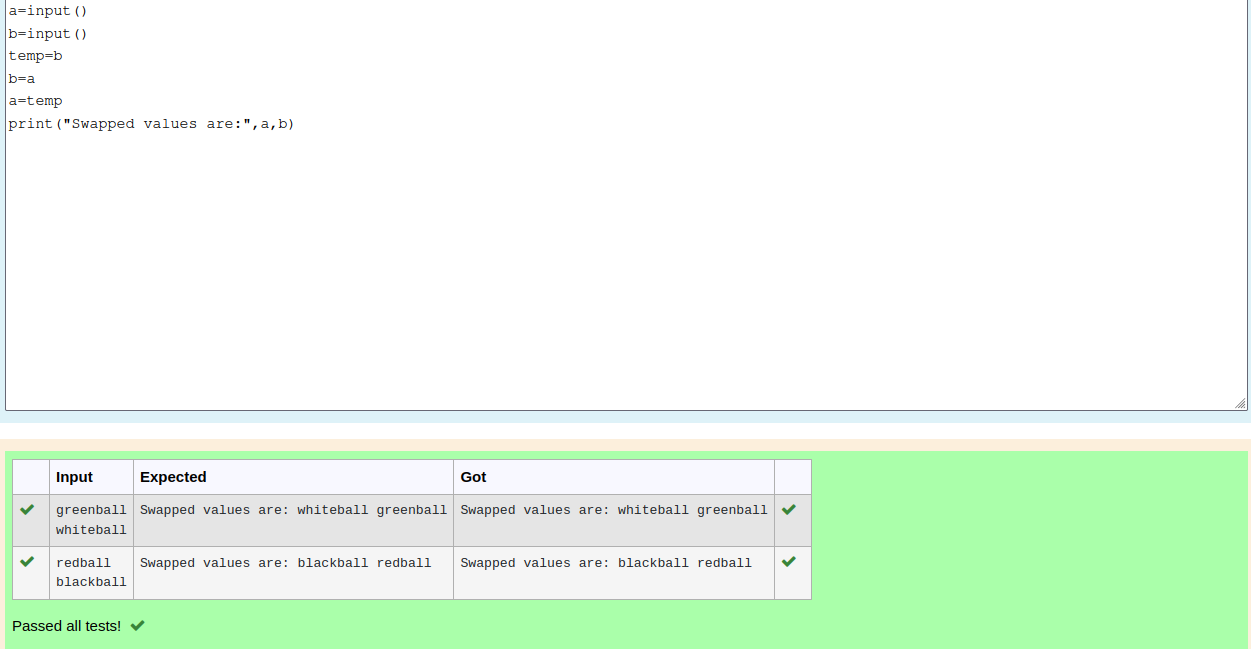 a=input()
b=input()
temp=b
b=a
a=temp
print("Swapped values are:",a,b)
Input Expected Got
greenball Swapped values are: whiteball greenball Swapped values are: whiteball greenball
whiteball
redball Swapped values are: blackball redball Swapped values are: blackball redball
blackball
Passed all tests!